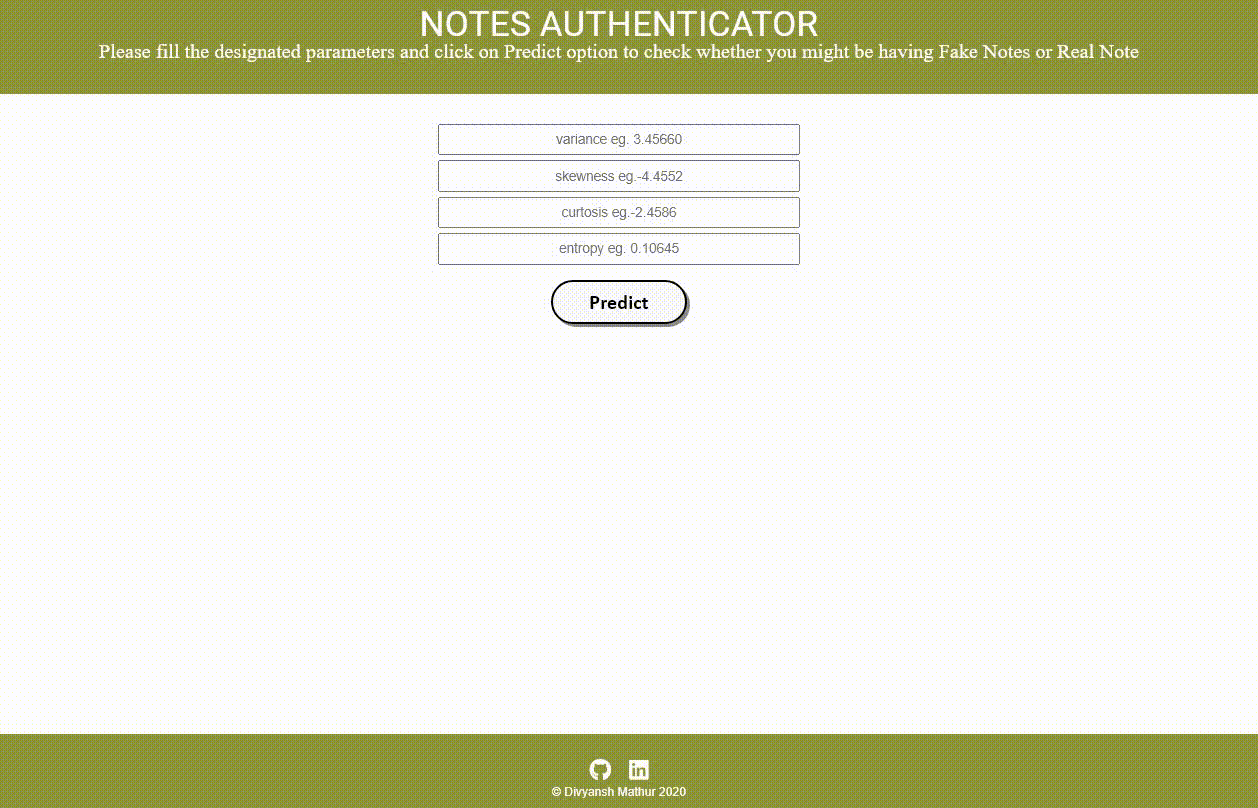 NOTES AUTHENTICATOR
Please fill the designated parameters and click on Predict option to check whether you might be having Fake Notes or Real Note
variance eg. 3.45660
skewness eg.-4.4552
curtosis eg.-2.4586
entropy eg. 0.10645
Predict
in
© Divyansh Mathur 2020